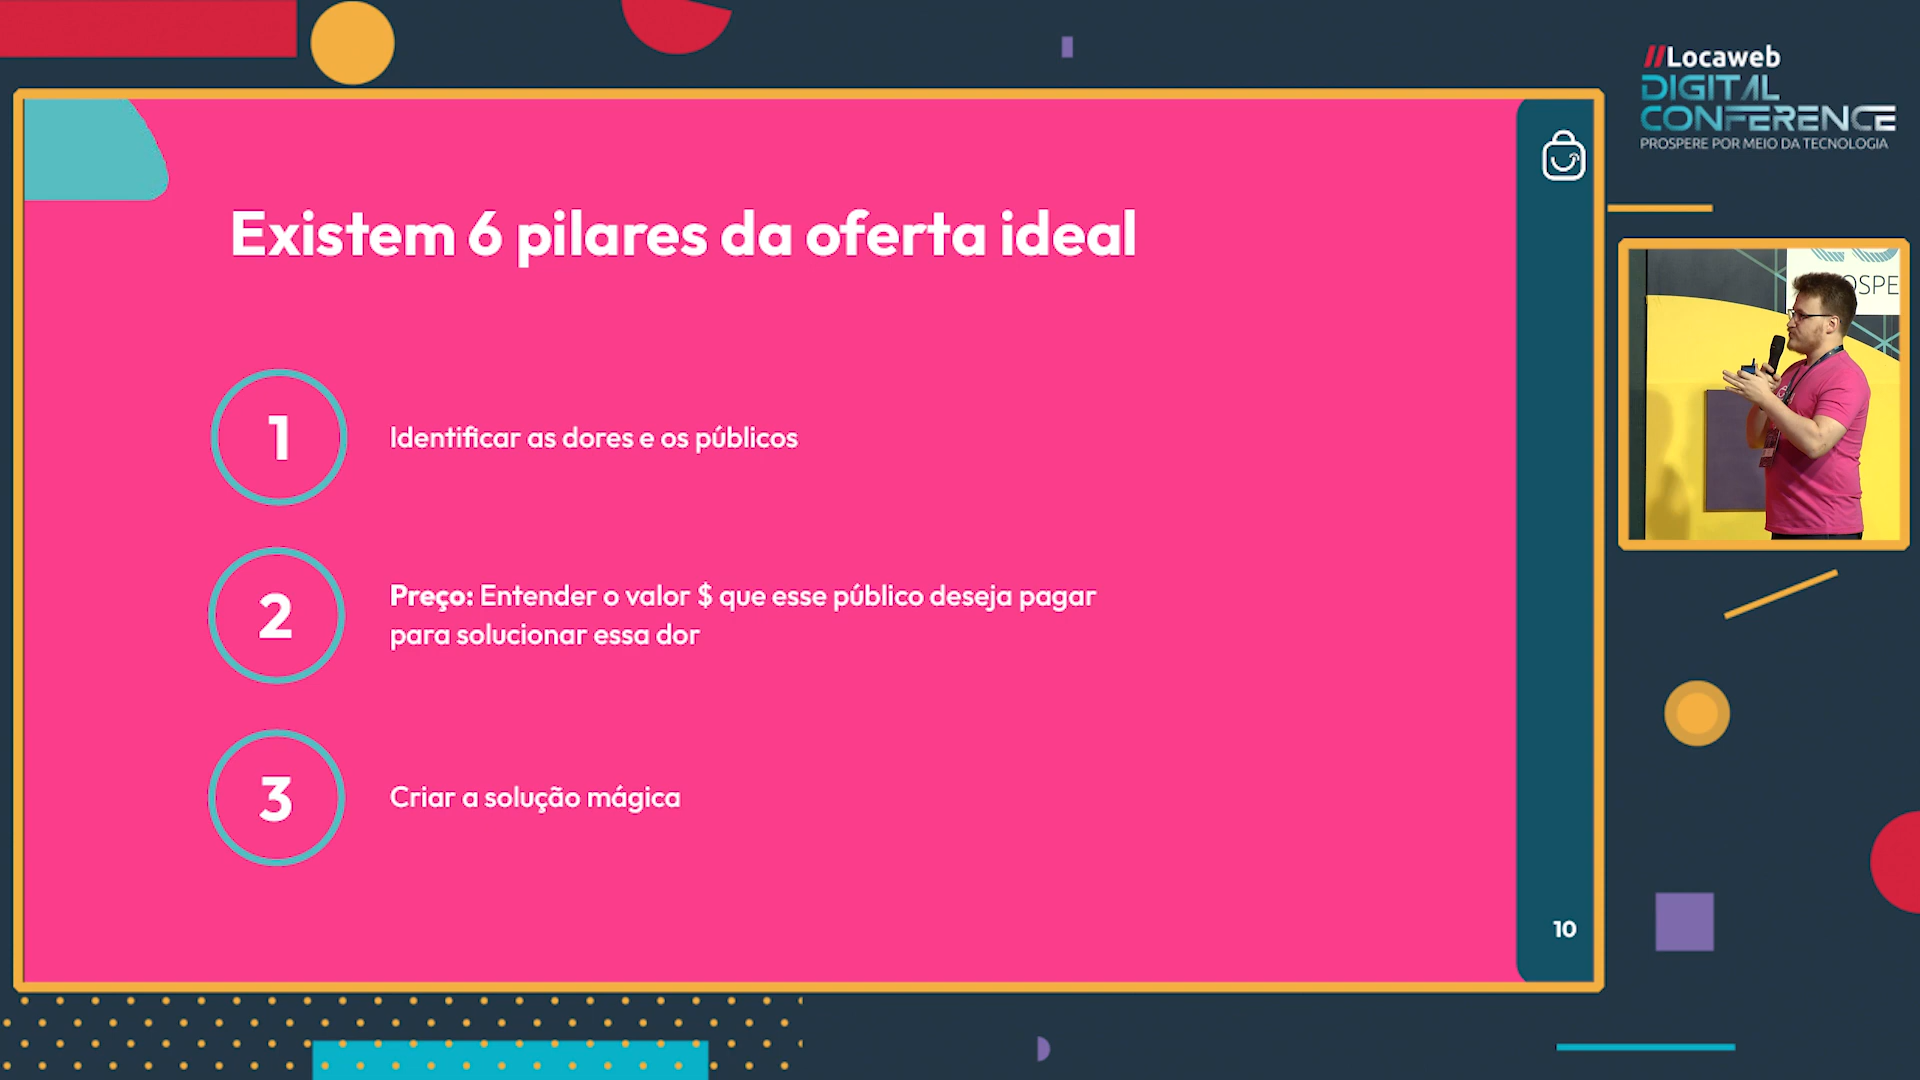 //Locaweb
DIGITAL
CONFERENCE
PROSPERE POR MEIO DA TECNOLOGIA
Existem 6 pilares da oferta ideal
1
Identificar as dores e os públicos
2
Preço: Entender o valor $ que esse público deseja pagar
para solucionar essa dor
3
Criar a solução mágica
10
OSPE